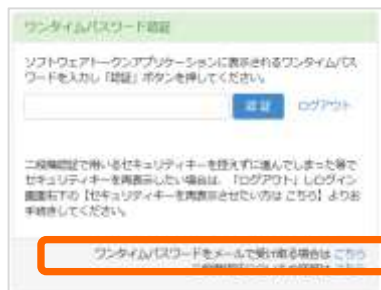 ワンタイムパスワード認証
ソフトウェアトークンアプリケーションに表示されるワンタイムパス
ワードを入力し「認証」ボタンを押してください。
認証 ログアウト
二段階認証で用いるセキュリティキーを控えずに進んでしまった等で
セキュリティキーを再表示したい場合は、「ログアウト」しログイン
画面右下の【セキュリティキーを再表示させたい方は こちら】よりお
手続きしてください。
ワンタイムパスワードをメールで受け取る場合は こちら